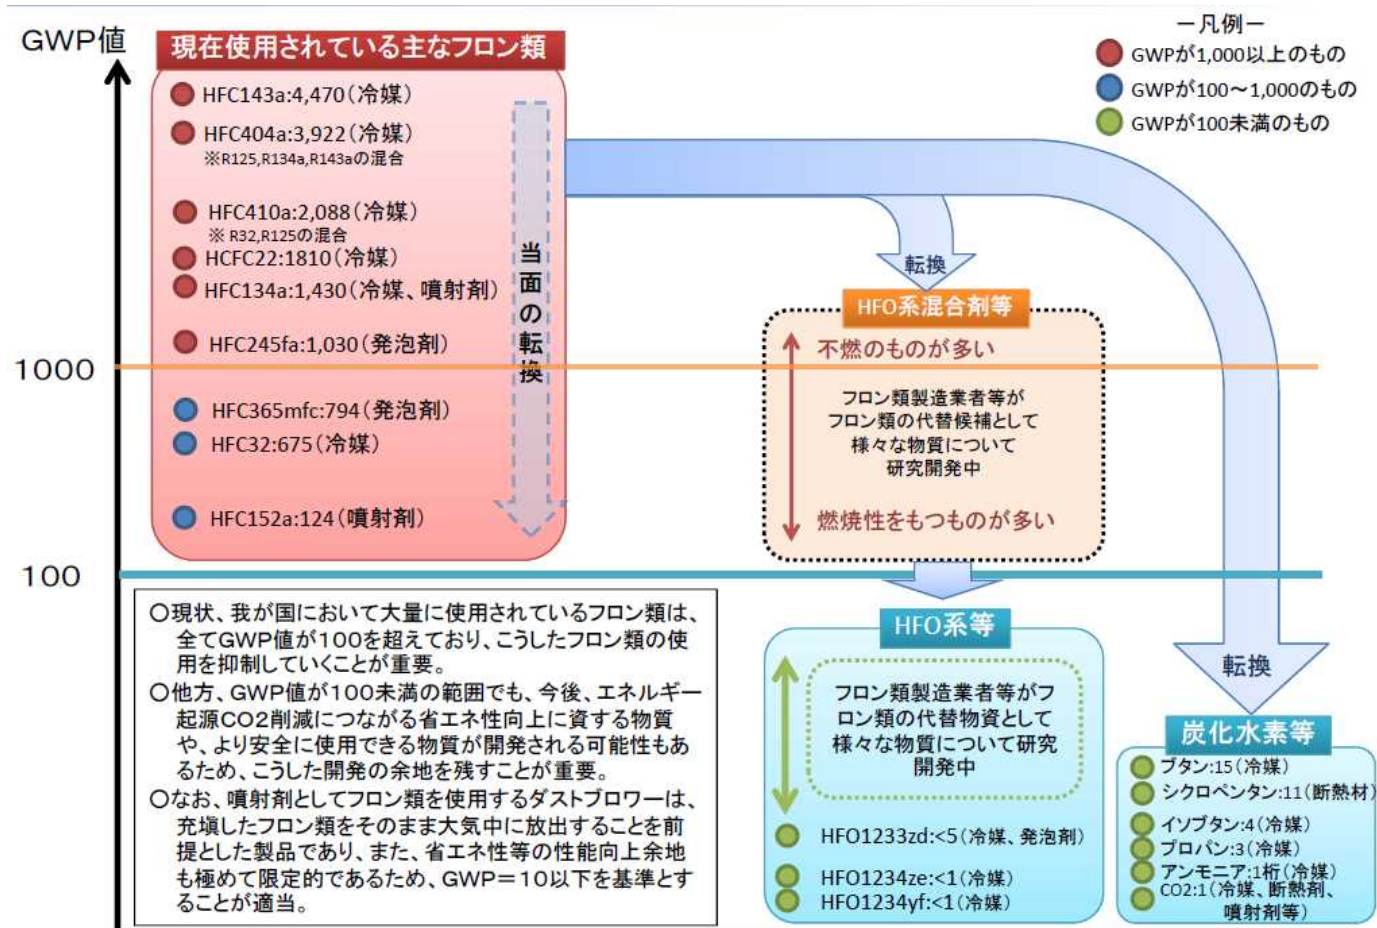 GWP値
現在使用されている主なフロン類
HFC143a:4,470(冷媒)
HFC404a:3,922(冷媒)
※R125,R134a,R143aの混合
HFC410a:2,088(冷媒)
※ R32,R125の混合
HCFC22:1810(冷媒)
HFC134a:1,430(冷媒、噴射剤)
HFC245fa:1,030(発泡剤)
1000
HFC365mfc:794(発泡剤)
HFC32:675(冷媒)
HFC152a:124(噴射剤)
100
当面の転換
ー凡例ー
GWPが1,000以上のもの
GWPが100~1,000のもの
GWPが100未満のもの
転換
HFO系混合剤等
不燃のものが多い
フロン類製造業者等が
フロン類の代替候補として
様々な物質について
研究開発中
燃焼性をもつものが多い
○現状、我が国において大量に使用されているフロン類は、
全てGWP値が100を超えており、こうしたフロン類の使
用を抑制していくことが重要。
○他方、GWP値が100未満の範囲でも、今後、エネルギー
起源CO2削減につながる省エネ性向上に資する物質
や、より安全に使用できる物質が開発される可能性もあ
るため、こうした開発の余地を残すことが重要。
○なお、噴射剤としてフロン類を使用するダストブロワーは、
充塡したフロン類をそのまま大気中に放出することを前
提とした製品であり、また、省エネ性等の性能向上余地
も極めて限定的であるため、GWP=10以下を基準とす
ることが適当。
HFO系等
フロン類製造業者等がフ
ロン類の代替物資として
様々な物質について研究
開発中
HFO1233zd:<5(冷媒、発泡剤)
HFO1234ze:<1(冷媒)
HFO1234yf:<1(冷媒)
転換
炭化水素等
ブタン:15(冷媒)
シクロペンタン:11(断熱材)
イソブタン:4(冷媒)
プロパン:3(冷媒)
アンモニア:1桁(冷媒)
CO2:1(冷媒、断熱剤、
噴射剤等)